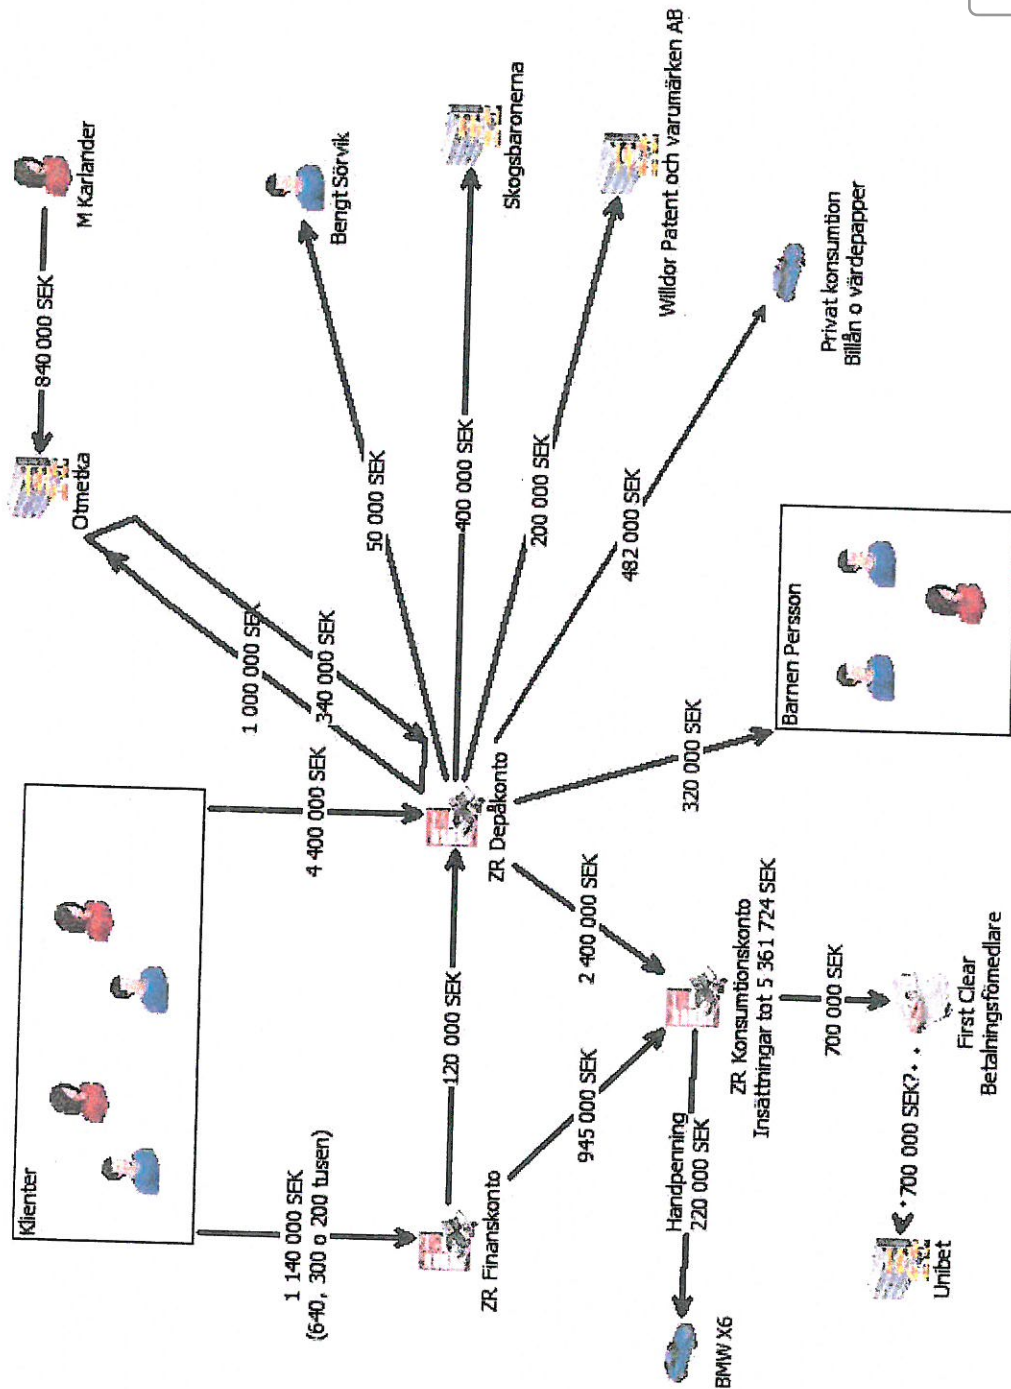 Klienter
1 140 000 SEK
(640, 300 o 200 tusen)
4 400 000 SEK
ZR Finanskonto
120 000 SEK
ZR Depåkonto
1 000 000 SEK
340 000 SEK
Otmetka
840 000 SEK
M Karlander
50 000 SEK
Bengt Sörvik
400 000 SEK
Skogsbaronerna
200 000 SEK
Willdor Patent och varumärken AB
482 000 SEK
Privat konsumtion
Billån o värdepapper
320 000 SEK
Barnen Persson
2 400 000 SEK
945 000 SEK
ZR Konsumtionskonto
Insättningar tot 5 361 724 SEK
Handpenning
220 000 SEK
BMW X6
700 000 SEK
First Clear
Betalningsfömedlare
700 000 SEK?
Unibet